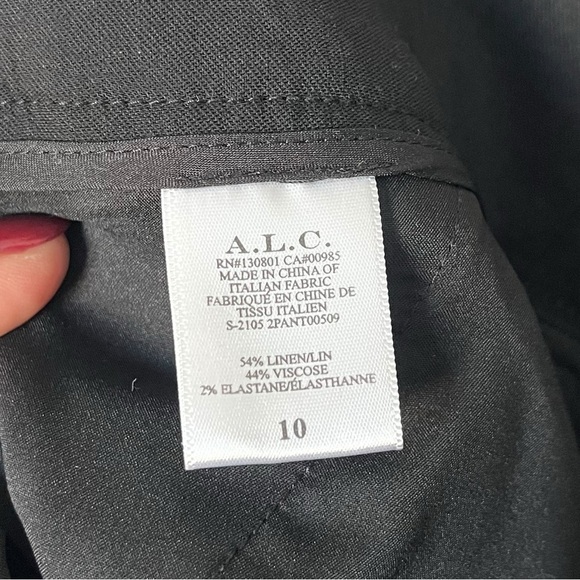 A.L.C.
RN#130801 CA#00985
MADE IN CHINA OF
ITALIAN FABRIC
FABRIQUÉ EN CHINE DE
TISSU ITALIEN
S-2105 2PANT00509
54% LINEN/LIN
44% VISCOSE
2% ELASTANE/ÉLASTHANNE
10